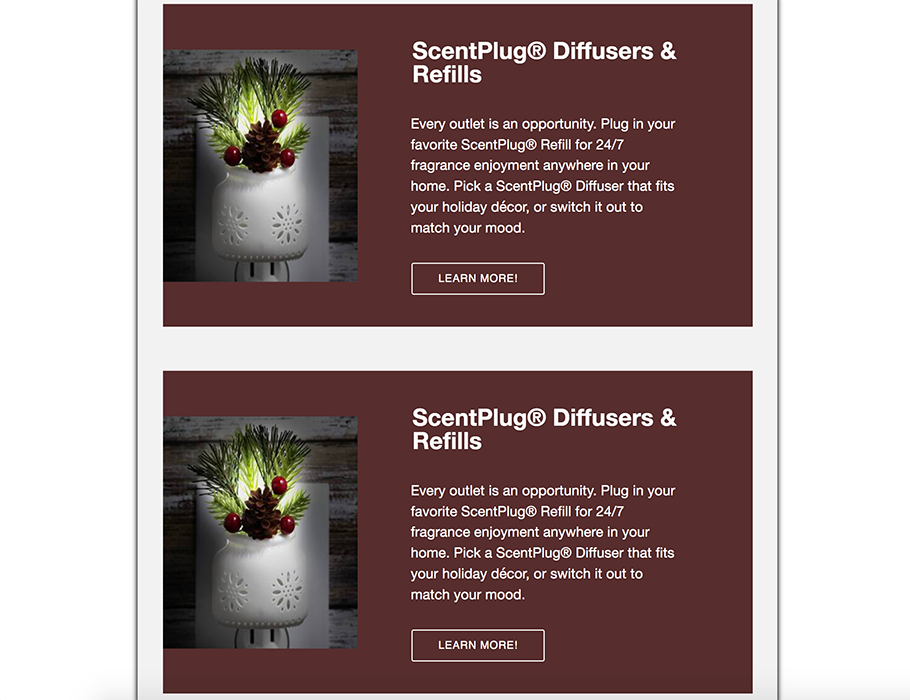 ScentPlug® Diffusers &
Refills
Every outlet is an opportunity. Plug in your
favorite ScentPlug® Refill for 24/7
fragrance enjoyment anywhere in your
home. Pick a ScentPlug® Diffuser that fits
your holiday décor, or switch it out to
match your mood.
LEARN MORE!
ScentPlug® Diffusers &
Refills
Every outlet is an opportunity. Plug in your
favorite ScentPlug® Refill for 24/7
fragrance enjoyment anywhere in your
home. Pick a ScentPlug® Diffuser that fits
your holiday décor, or switch it out to
match your mood.
LEARN MORE!